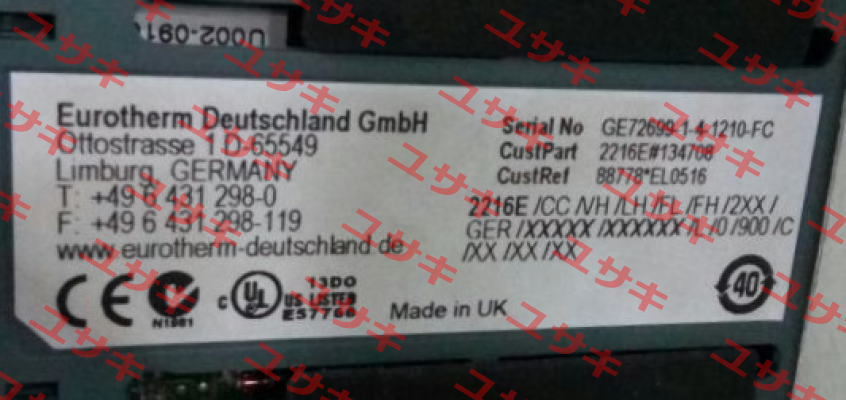 Eurotherm Deutschland GmbH
Ottostrasse 1 D-65549
Limburg, GERMANY
T: +49 6 431 298-0
F: +49 6 431 298-119
www.eurotherm-deutschland.de
Serial No GE72699-1-4-1210-FC
CustPart 2216E#134708
CustRef 88778*EL0516
2216E /CC /VH /LH /FL /FH /2XX /
GER /XXXXX /XXXXXX /L /0 /900 /C
/XX /XX /XX
CE
N1981
C UL US LISTED
13D0
E57766
Made in UK
40
ユサキ